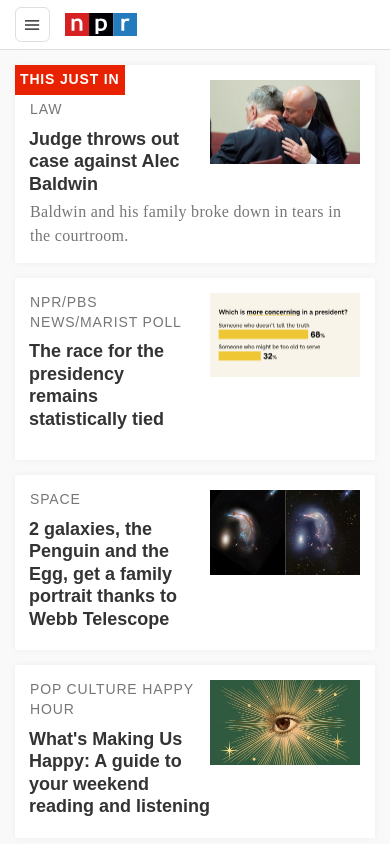 npr
THIS JUST IN
LAW
Judge throws out
case against Alec
Baldwin
Baldwin and his family broke down in tears in
the courtroom.
NPR/PBS
NEWS/MARIST POLL
The race for the
presidency
remains
statistically tied
Which is more concerning in a president?
Someone who doesn't tell the truth
68%
Someone who might be too old to serve
32%
SPACE
2 galaxies, the
Penguin and the
Egg, get a family
portrait thanks to
Webb Telescope
POP CULTURE HAPPY
HOUR
What's Making Us
Happy: A guide to
your weekend
reading and listening